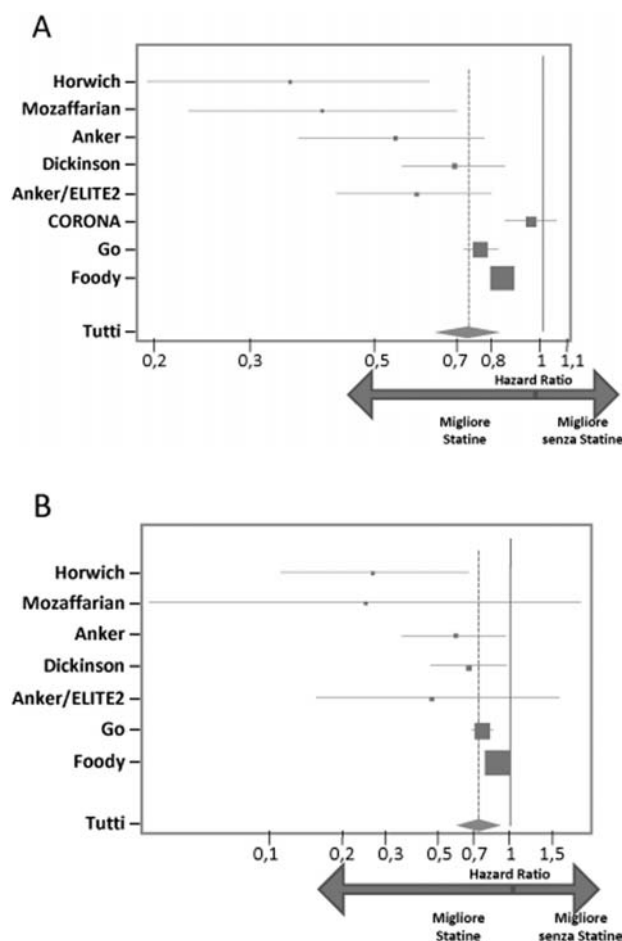 A
Horwich
Mozaffarian
Anker
Dickinson
Anker/ELITE2
CORONA
Go
Foody
Tutti
0,2 0,3 0,5 0,7 0,8 1 1,1
Hazard Ratio
Migliore Statine
Migliore senza Statine
B
Horwich
Mozaffarian
Anker
Dickinson
Anker/ELITE2
Go
Foody
Tutti
0,1 0,2 0,3 0,5 0,7 1 1,5
Hazard Ratio
Migliore Statine
Migliore senza Statine